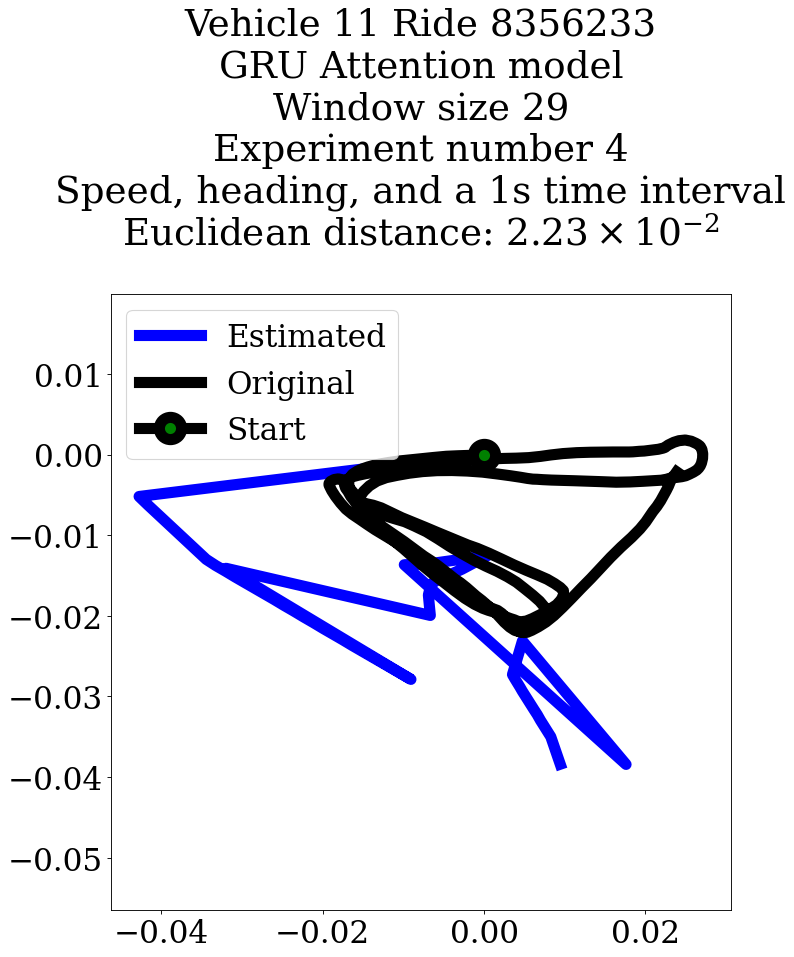 Vehicle 11 Ride 8356233
GRU Attention model
Window size 29
Experiment number 4
Speed, heading, and a 1s time interval
Euclidean distance: 2.23 × 10⁻²
Estimated
Original
Start
0.01
0.00
−0.01
−0.02
−0.03
−0.04
−0.05
−0.04 −0.02 0.00 0.02